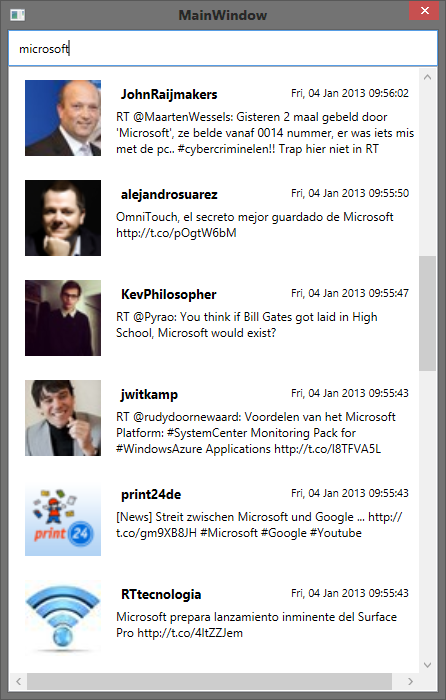 MainWindow
microsoft
JohnRaijmakers Fri, 04 Jan 2013 09:56:02
RT @MaartenWessels: Gisteren 2 maal gebeld door
'Microsoft', ze belde vanaf 0014 nummer, er was iets mis
met de pc.. #cybercriminelen!! Trap hier niet in RT
alejandrosuarez Fri, 04 Jan 2013 09:55:50
OmniTouch, el secreto mejor guardado de Microsoft
http://t.co/pOgtW6bM
KevPhilosopher Fri, 04 Jan 2013 09:55:47
RT @Pyrao: You think if Bill Gates got laid in High
School, Microsoft would exist?
jwitkamp Fri, 04 Jan 2013 09:55:43
RT @rudydoornewaard: Voordelen van het Microsoft
Platform: #SystemCenter Monitoring Pack for
#WindowsAzure Applications http://t.co/I8TFVA5L
print24de Fri, 04 Jan 2013 09:55:43
[News] Streit zwischen Microsoft und Google ... http://
t.co/gm9XB8JH #Microsoft #Google #Youtube
print 24
RTtecnologia Fri, 04 Jan 2013 09:55:43
Microsoft prepara lanzamiento inminente del Surface
Pro http://t.co/4ltZZJem